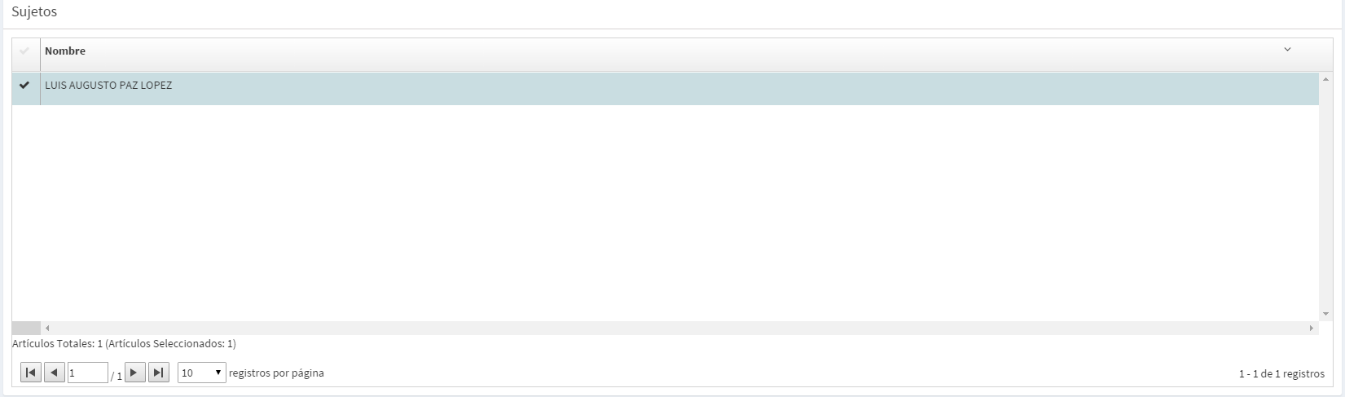 Sujetos
Nombre
LUIS AUGUSTO PAZ LOPEZ
Artículos Totales: 1 (Artículos Seleccionados: 1)
1 / 1 10 registros por página 1 - 1 de 1 registros